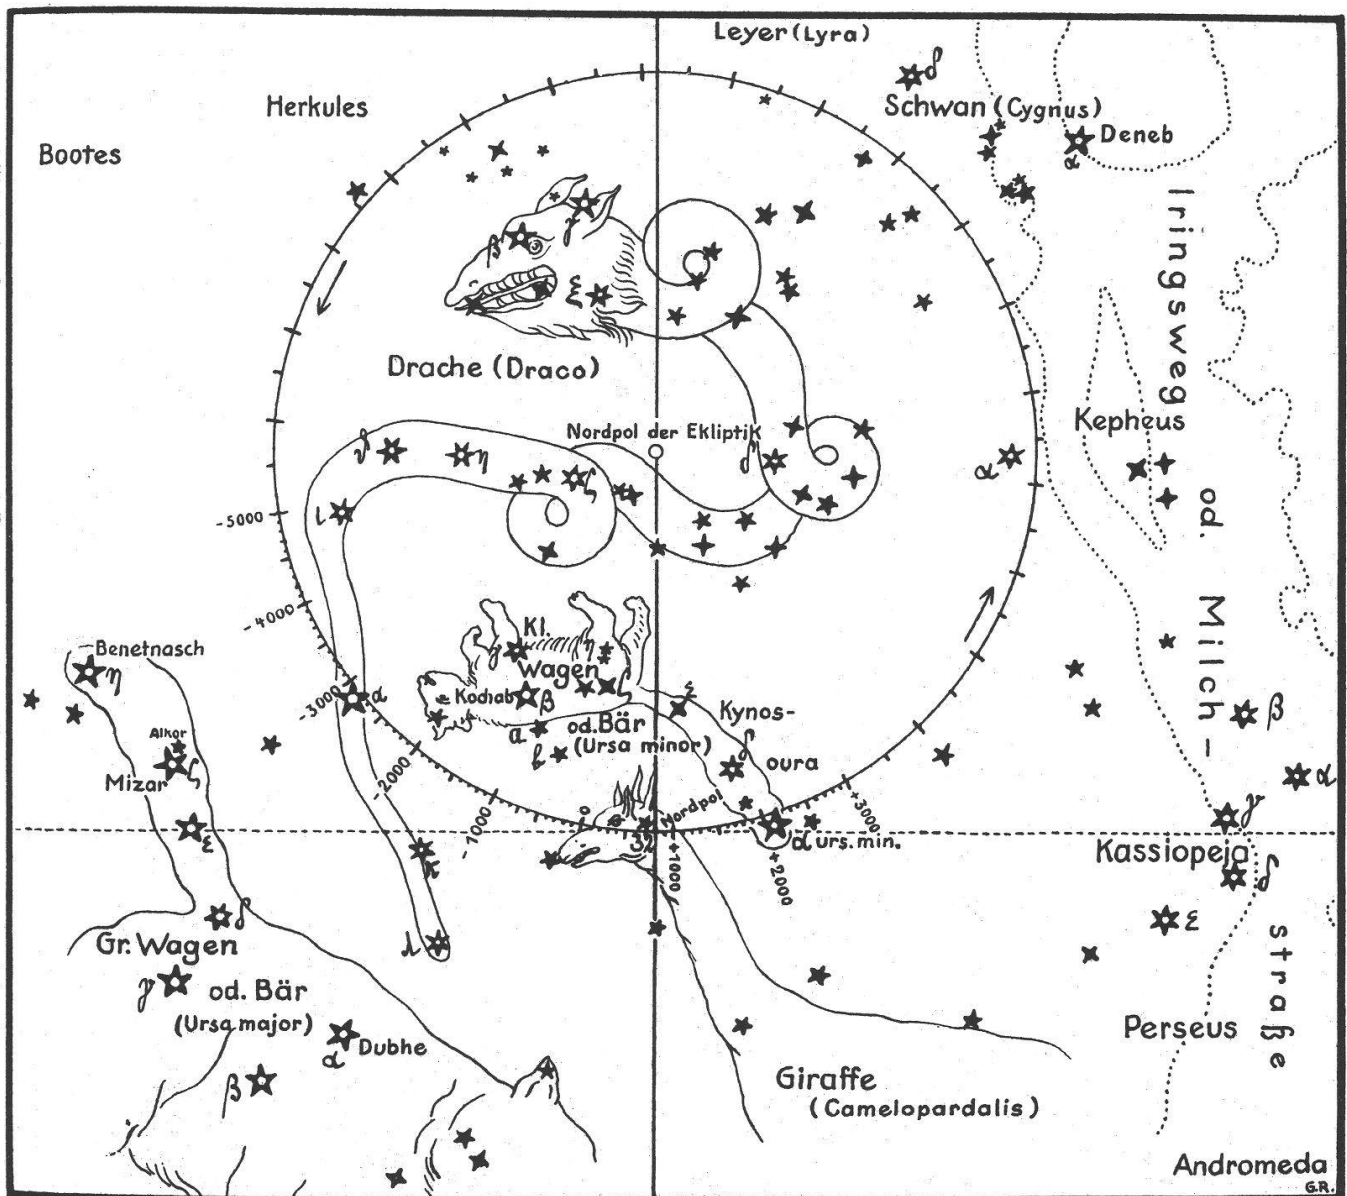 Leyer (Lyra)
δ
Schwan (Cygnus)
Deneb
α
Herkules
Bootes
Iringsweg od. Milch-
straße
β
γ
ξ
Drache (Draco)
Nordpol der Ekliptik
Kepheus
ϑ
η
ζ
δ
α
ι
-5000
-4000
-3000
-2000
-1000
0
+1000
+2000
+3000
α
Benetnasch
η
Alkor
Mizar
ζ
ε
δ
Kl.
γ
η
Wagen
ζ
Kochab
β
od. Bär
(Ursa minor)
a
b
ε
Kynos-
δ
oura
Nordpol
32
α urs. min.
κ
λ
β
α
γ
Kassiopeja
δ
ε
Gr. Wagen
γ
od. Bär
(Ursa major)
α
Dubhe
β
Perseus
Giraffe
(Camelopardalis)
Andromeda
G.R.